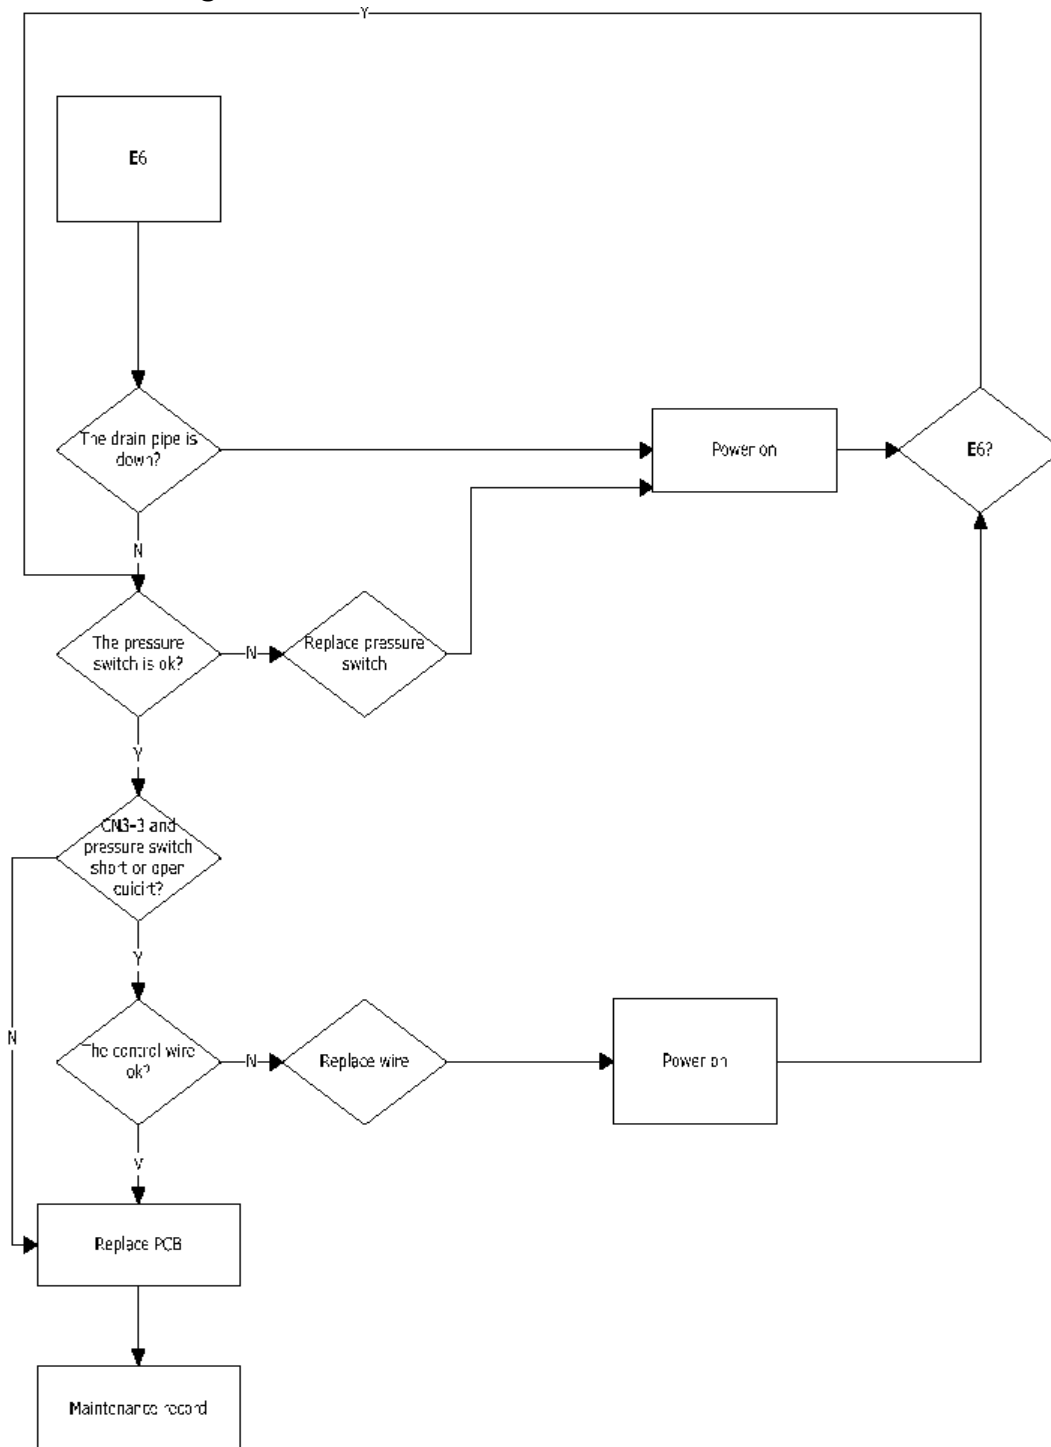 Y
E6
The drain pipe is
down?
Power on
E6?
N
The pressure
switch is ok?
N
Replace pressure
switch
Y
CN3-3 and
pressure switch
short or open
cuicirt?
Y
N
The control wire
ok?
N
Replace wire
Power on
Y
Replace PCB
Maintenance record